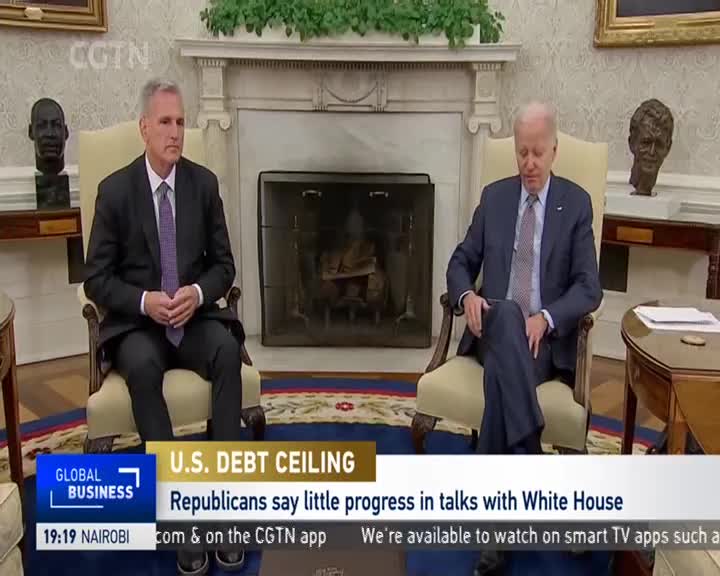 CGTN
U.S. DEBT CEILING
GLOBAL
BUSINESS
Republicans say little progress in talks with White House
19:19 NAIROBI
.com & on the CGTN app We're available to watch on smart TV apps such a